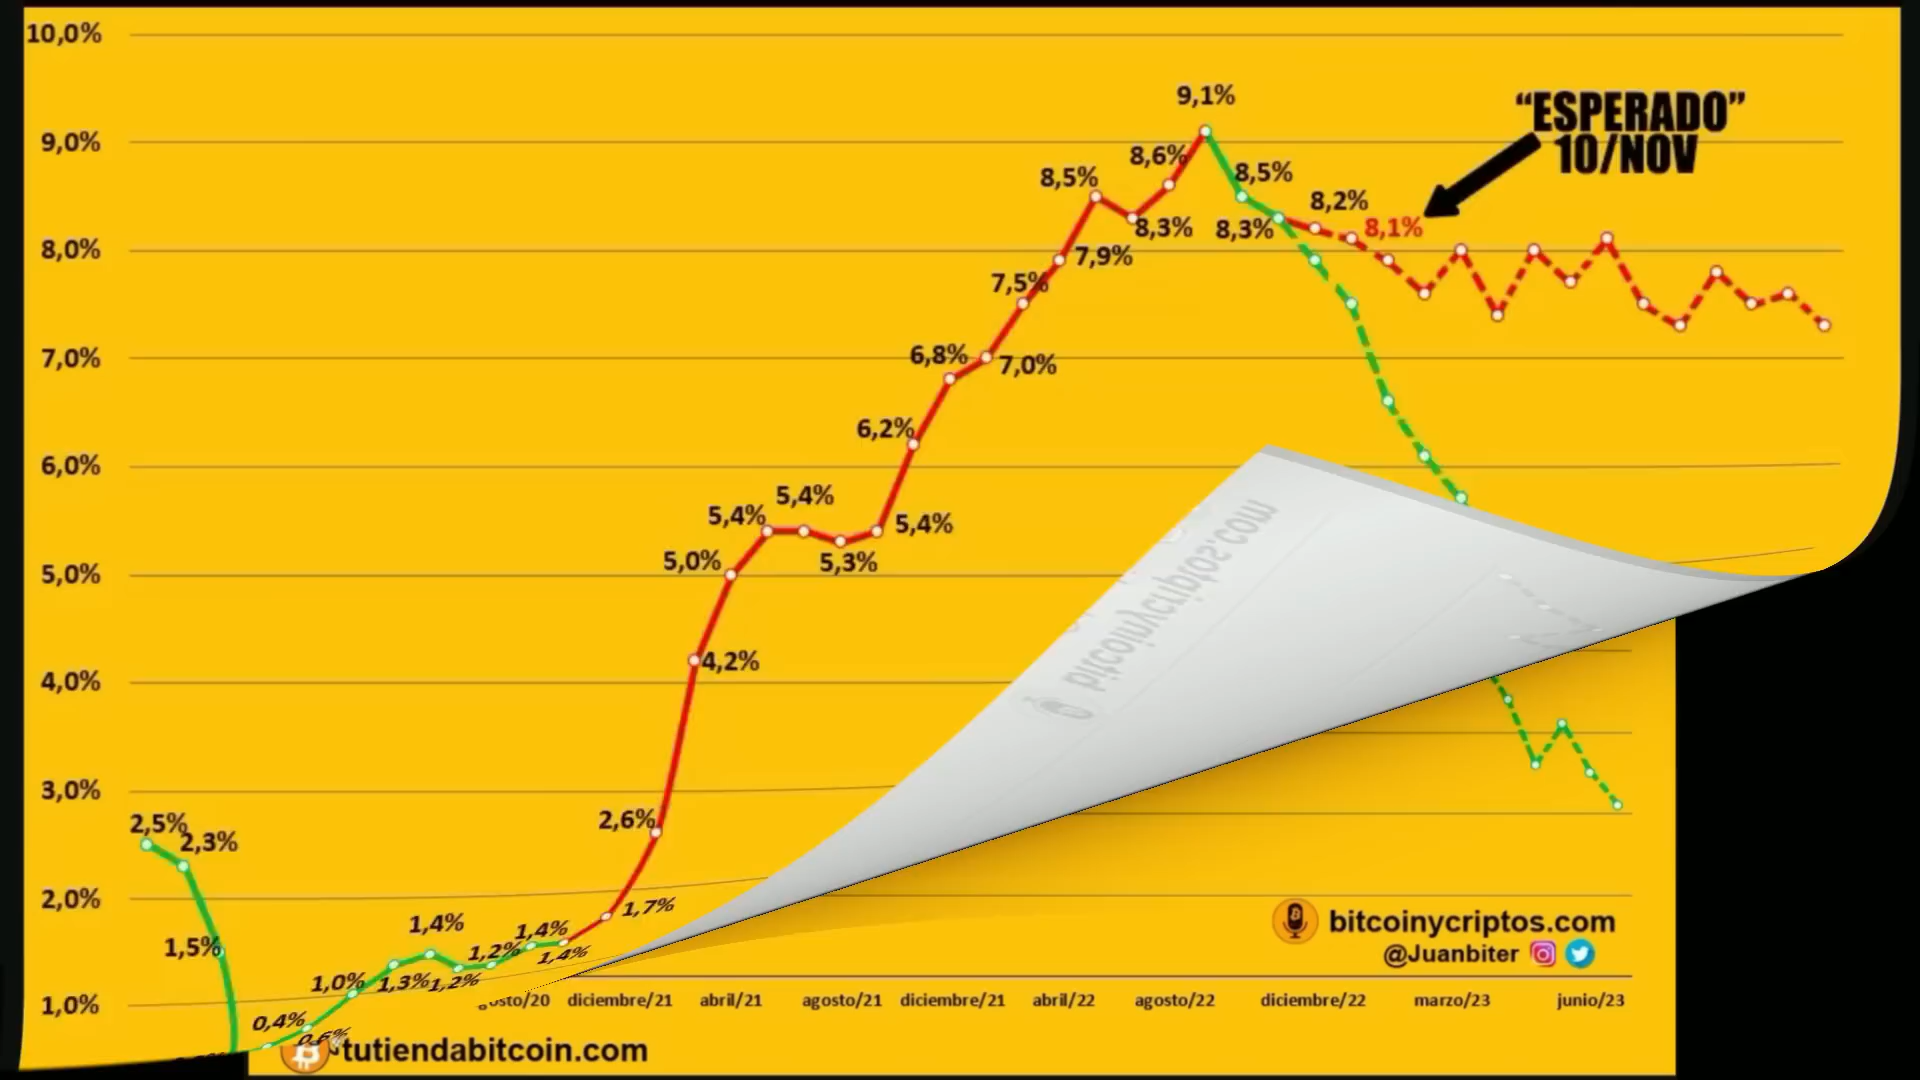 10,0%
9,0%
8,0%
7,0%
6,0%
5,0%
4,0%
3,0%
2,0%
1,0%
"ESPERADO"
10/NOV
9,1%
8,6%
8,5%
8,5%
8,2%
8,3%
8,3%
8,1%
7,9%
7,5%
6,8%
7,0%
6,2%
5,4%
5,4%
5,4%
5,0%
5,3%
4,2%
2,6%
2,5%
2,3%
1,5%
1,4%
1,4%
1,7%
1,2%
1,4%
1,0%
1,3%
1,2%
0,4%
0,6%
bitcoinycriptos.com
bitcoinycriptos.com
@Juanbiter
diciembre/21
abril/21
agosto/21
diciembre/21
abril/22
agosto/22
diciembre/22
marzo/23
junio/23
tutiendabitcoin.com